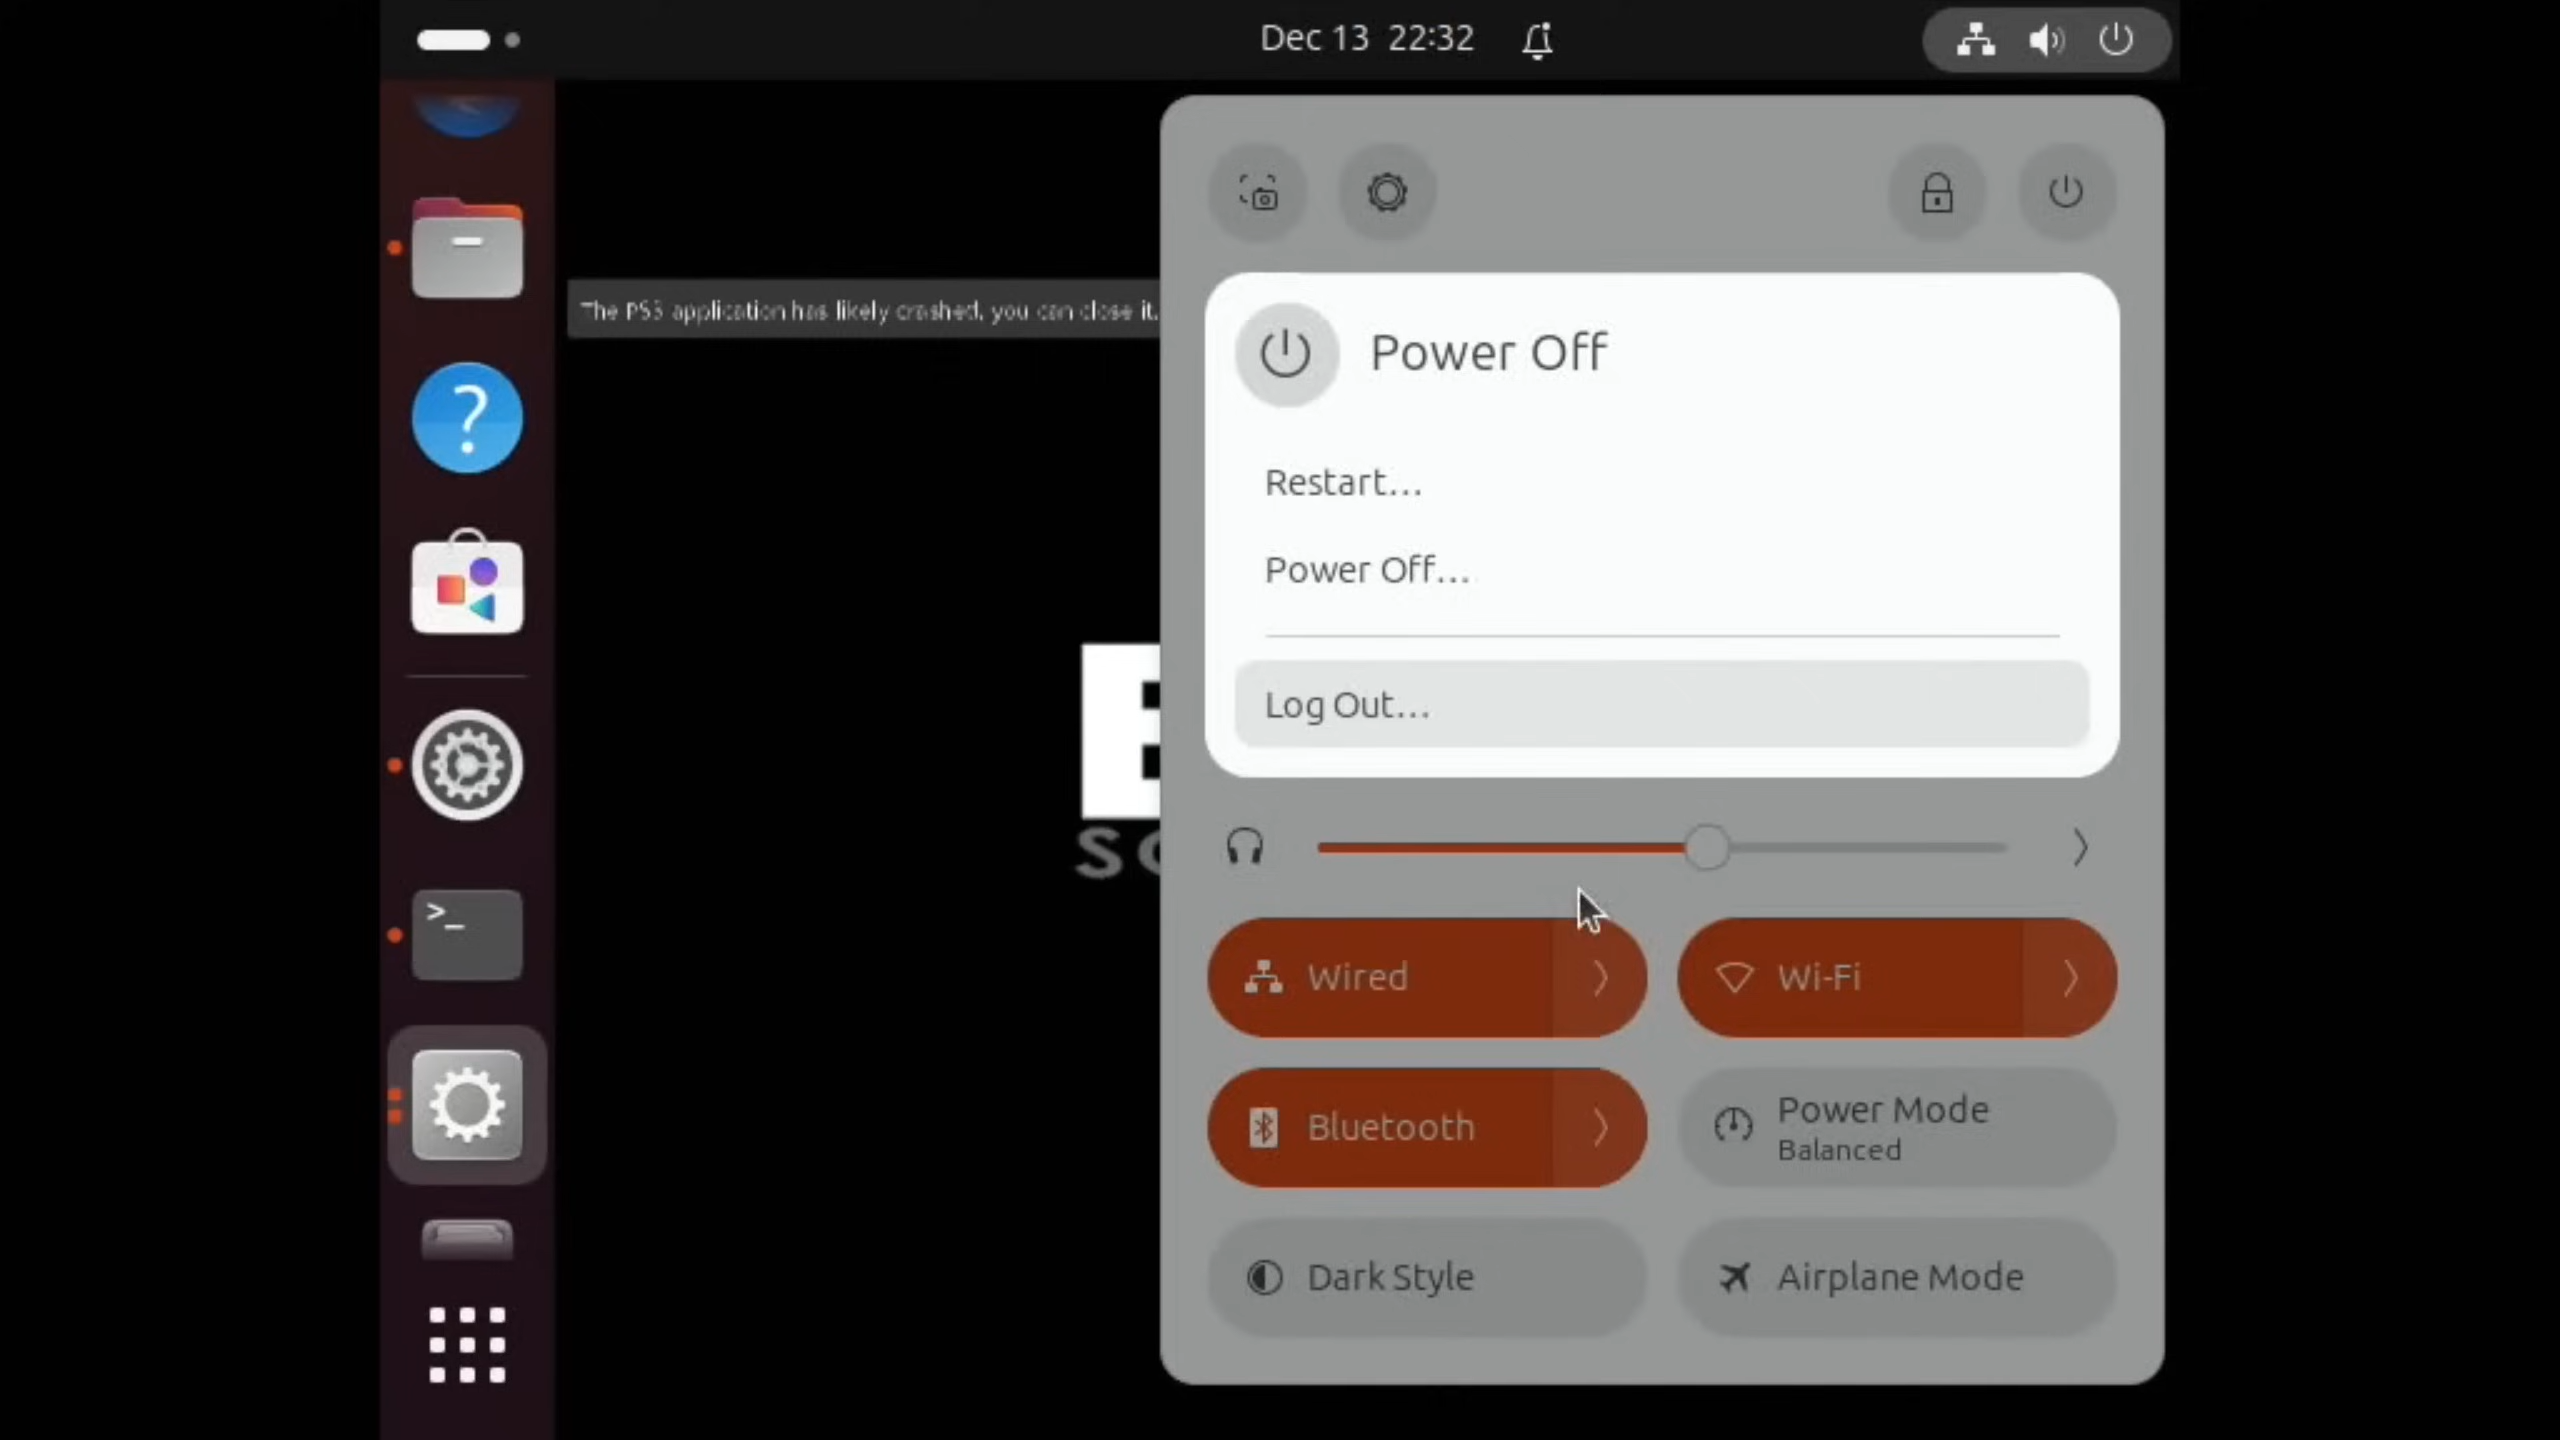 Dec 13 22:32
The PS3 application has likely crashed, you can close it.
Power Off
Restart...
Power Off...
Log Out...
Wired
Wi-Fi
Bluetooth
Power Mode
Balanced
Dark Style
Airplane Mode